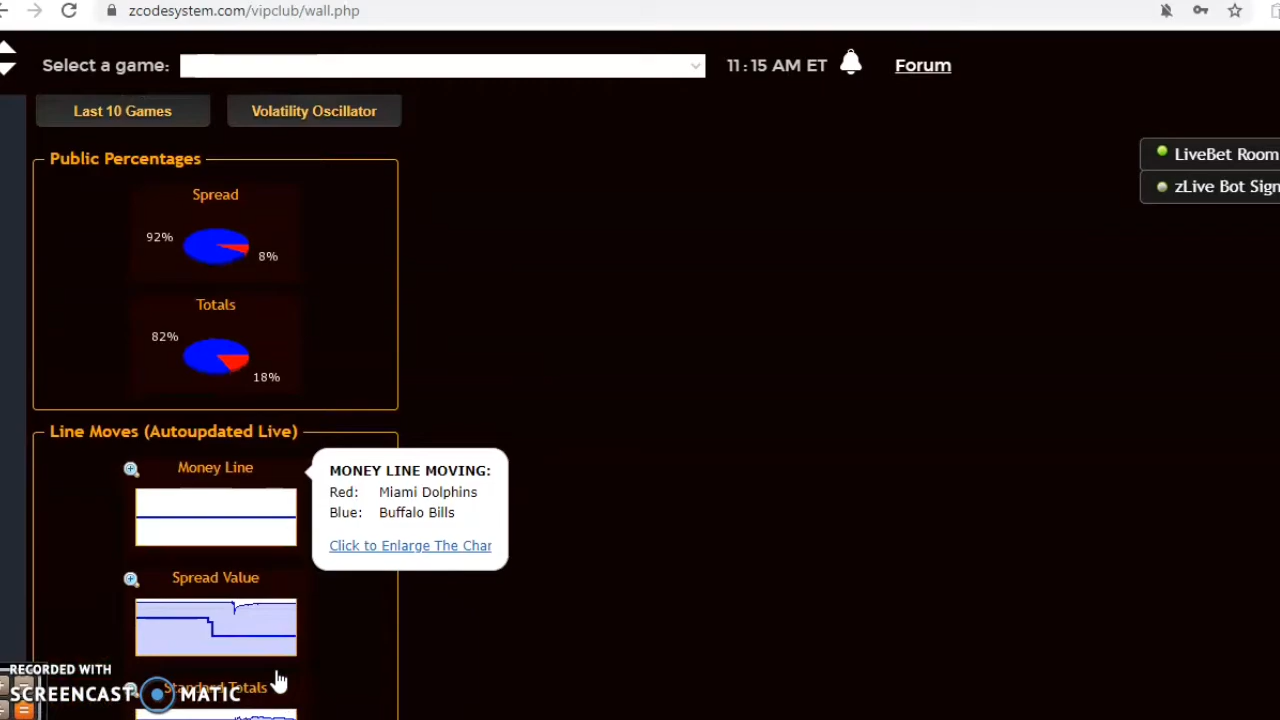 zcodesystem.com/vipclub/wall.php
Select a game:
11:15 AM ET
Forum
Last 10 Games
Volatility Oscillator
LiveBet Room
zLive Bot Sign
Public Percentages
Spread
92%
8%
Totals
82%
18%
Line Moves (Autoupdated Live)
Money Line
MONEY LINE MOVING:
Red: Miami Dolphins
Blue: Buffalo Bills
Click to Enlarge The Char
Spread Value
RECORDED WITH
SCREENCAST MATIC
Standard Totals